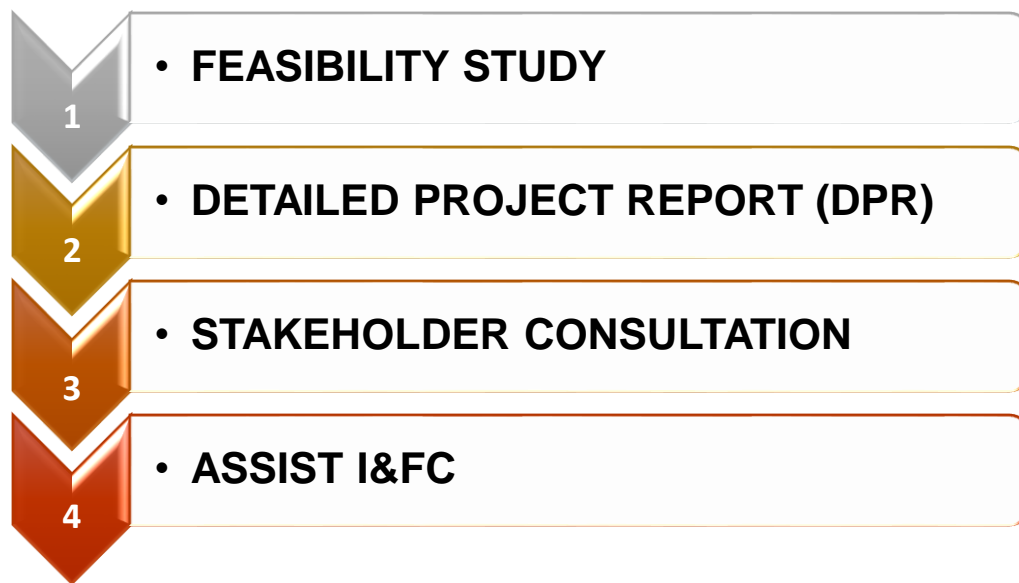 1
• FEASIBILITY STUDY
2
• DETAILED PROJECT REPORT (DPR)
3
• STAKEHOLDER CONSULTATION
4
• ASSIST I&FC